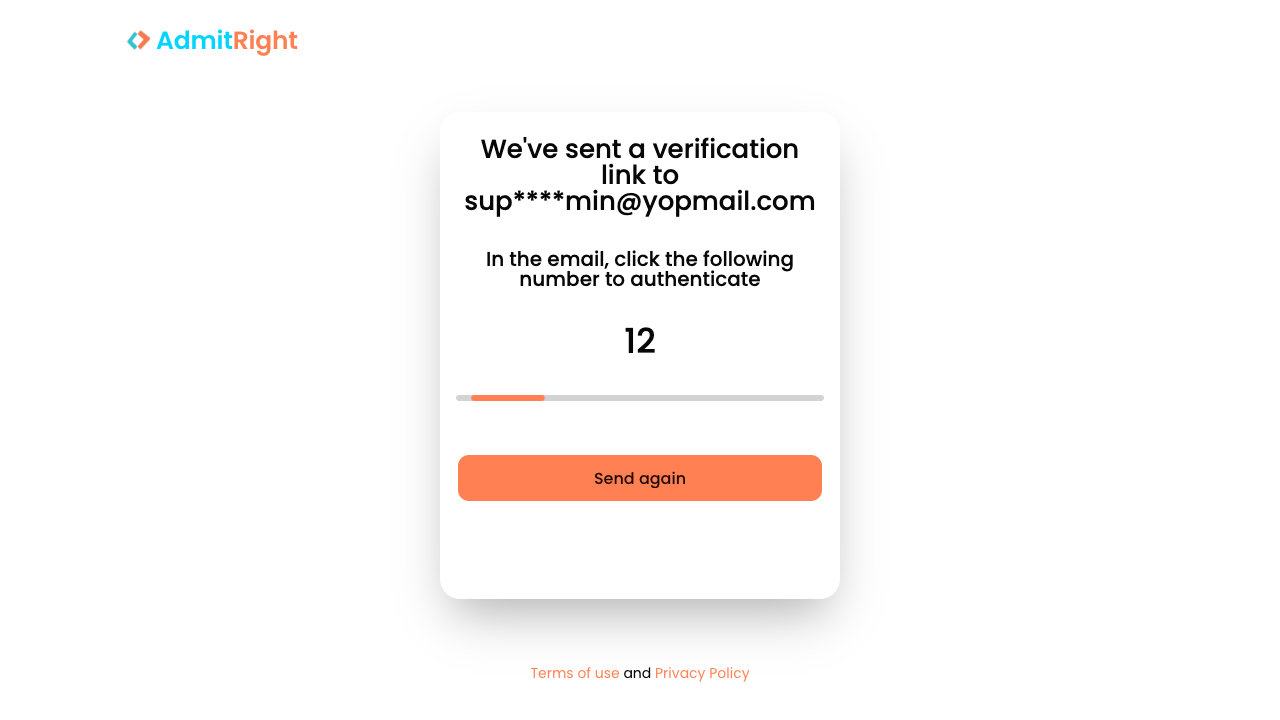 AdmitRight
We've sent a verification
link to
sup****min@yopmail.com
In the email, click the following
number to authenticate
12
Send again
Terms of use and Privacy Policy